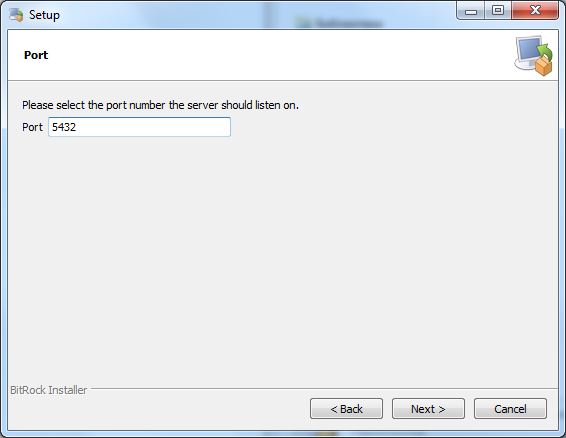 Setup
Port
Please select the port number the server should listen on.
Port 5432
BitRock Installer
< Back Next > Cancel